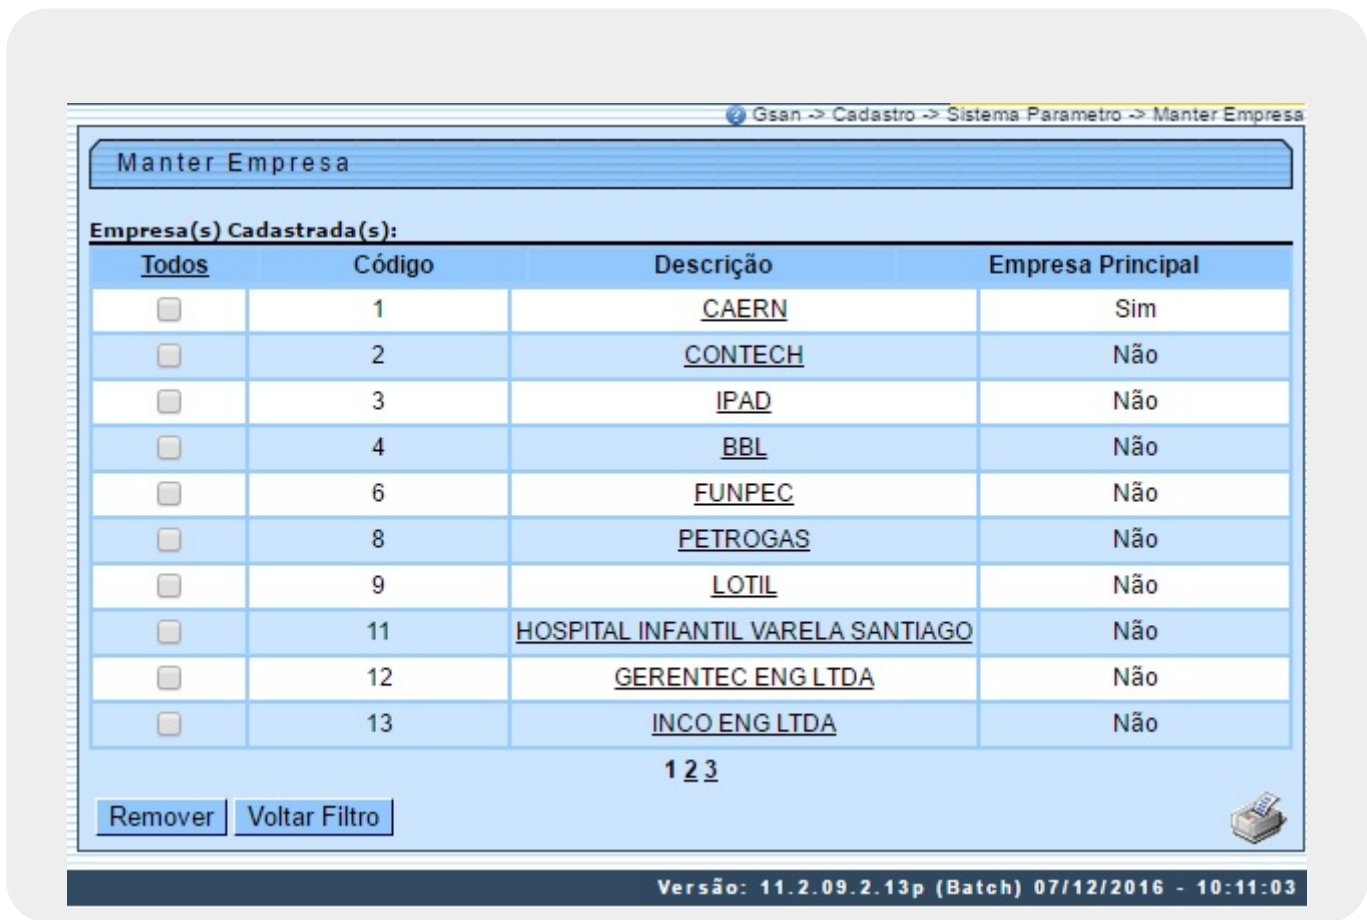 Gsan -> Cadastro -> Sistema Parametro -> Manter Empresa
Manter Empresa
Empresa(s) Cadastrada(s):
Todos Código Descrição Empresa Principal
1 CAERN Sim
2 CONTECH Não
3 IPAD Não
4 BBL Não
6 FUNPEC Não
8 PETROGAS Não
9 LOTIL Não
11 HOSPITAL INFANTIL VARELA SANTIAGO Não
12 GERENTEC ENG LTDA Não
13 INCO ENG LTDA Não
1 2 3
Remover Voltar Filtro
Versão: 11.2.09.2.13p (Batch) 07/12/2016 - 10:11:03